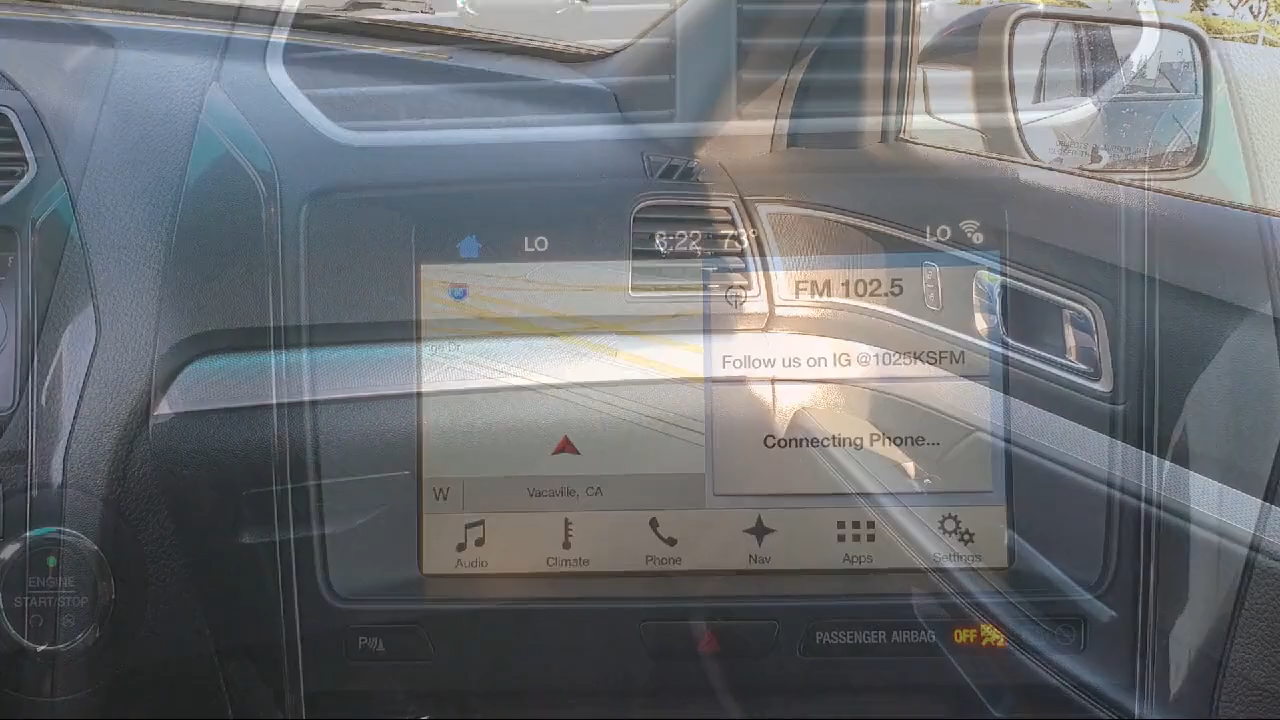 LO
6:22 73°
LO
FM 102.5
Follow us on IG @1025KSFM
Connecting Phone...
W
Vacaville, CA
Audio
Climate
Phone
Nav
Apps
Settings
ENGINE
START/STOP
P
PASSENGER AIRBAG
OFF
F